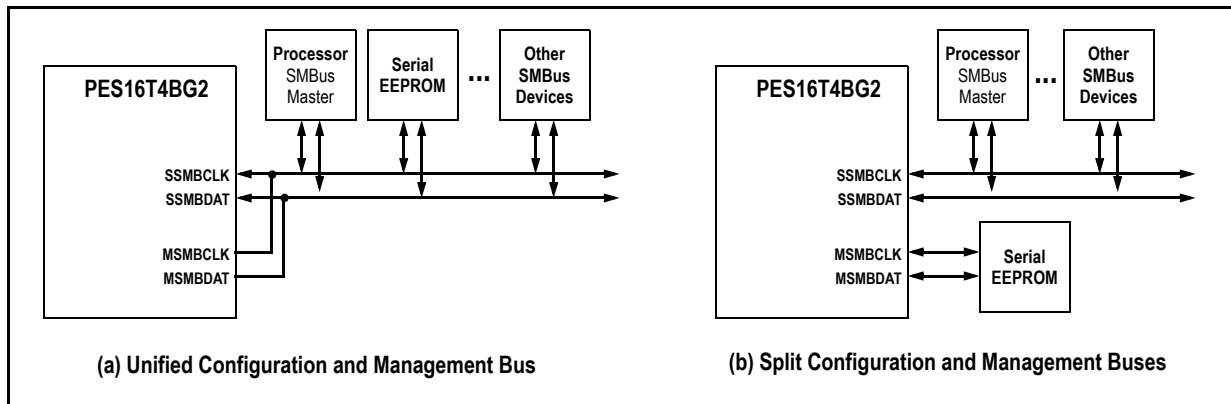 PES16T4BG2
Processor
SMBus
Master
Serial
EEPROM
...
Other
SMBus
Devices
SSMBCLK
SSMBDAT
MSMBCLK
MSMBDAT
(a) Unified Configuration and Management Bus
PES16T4BG2
Processor
SMBus
Master
...
Other
SMBus
Devices
SSMBCLK
SSMBDAT
MSMBCLK
MSMBDAT
Serial
EEPROM
(b) Split Configuration and Management Buses